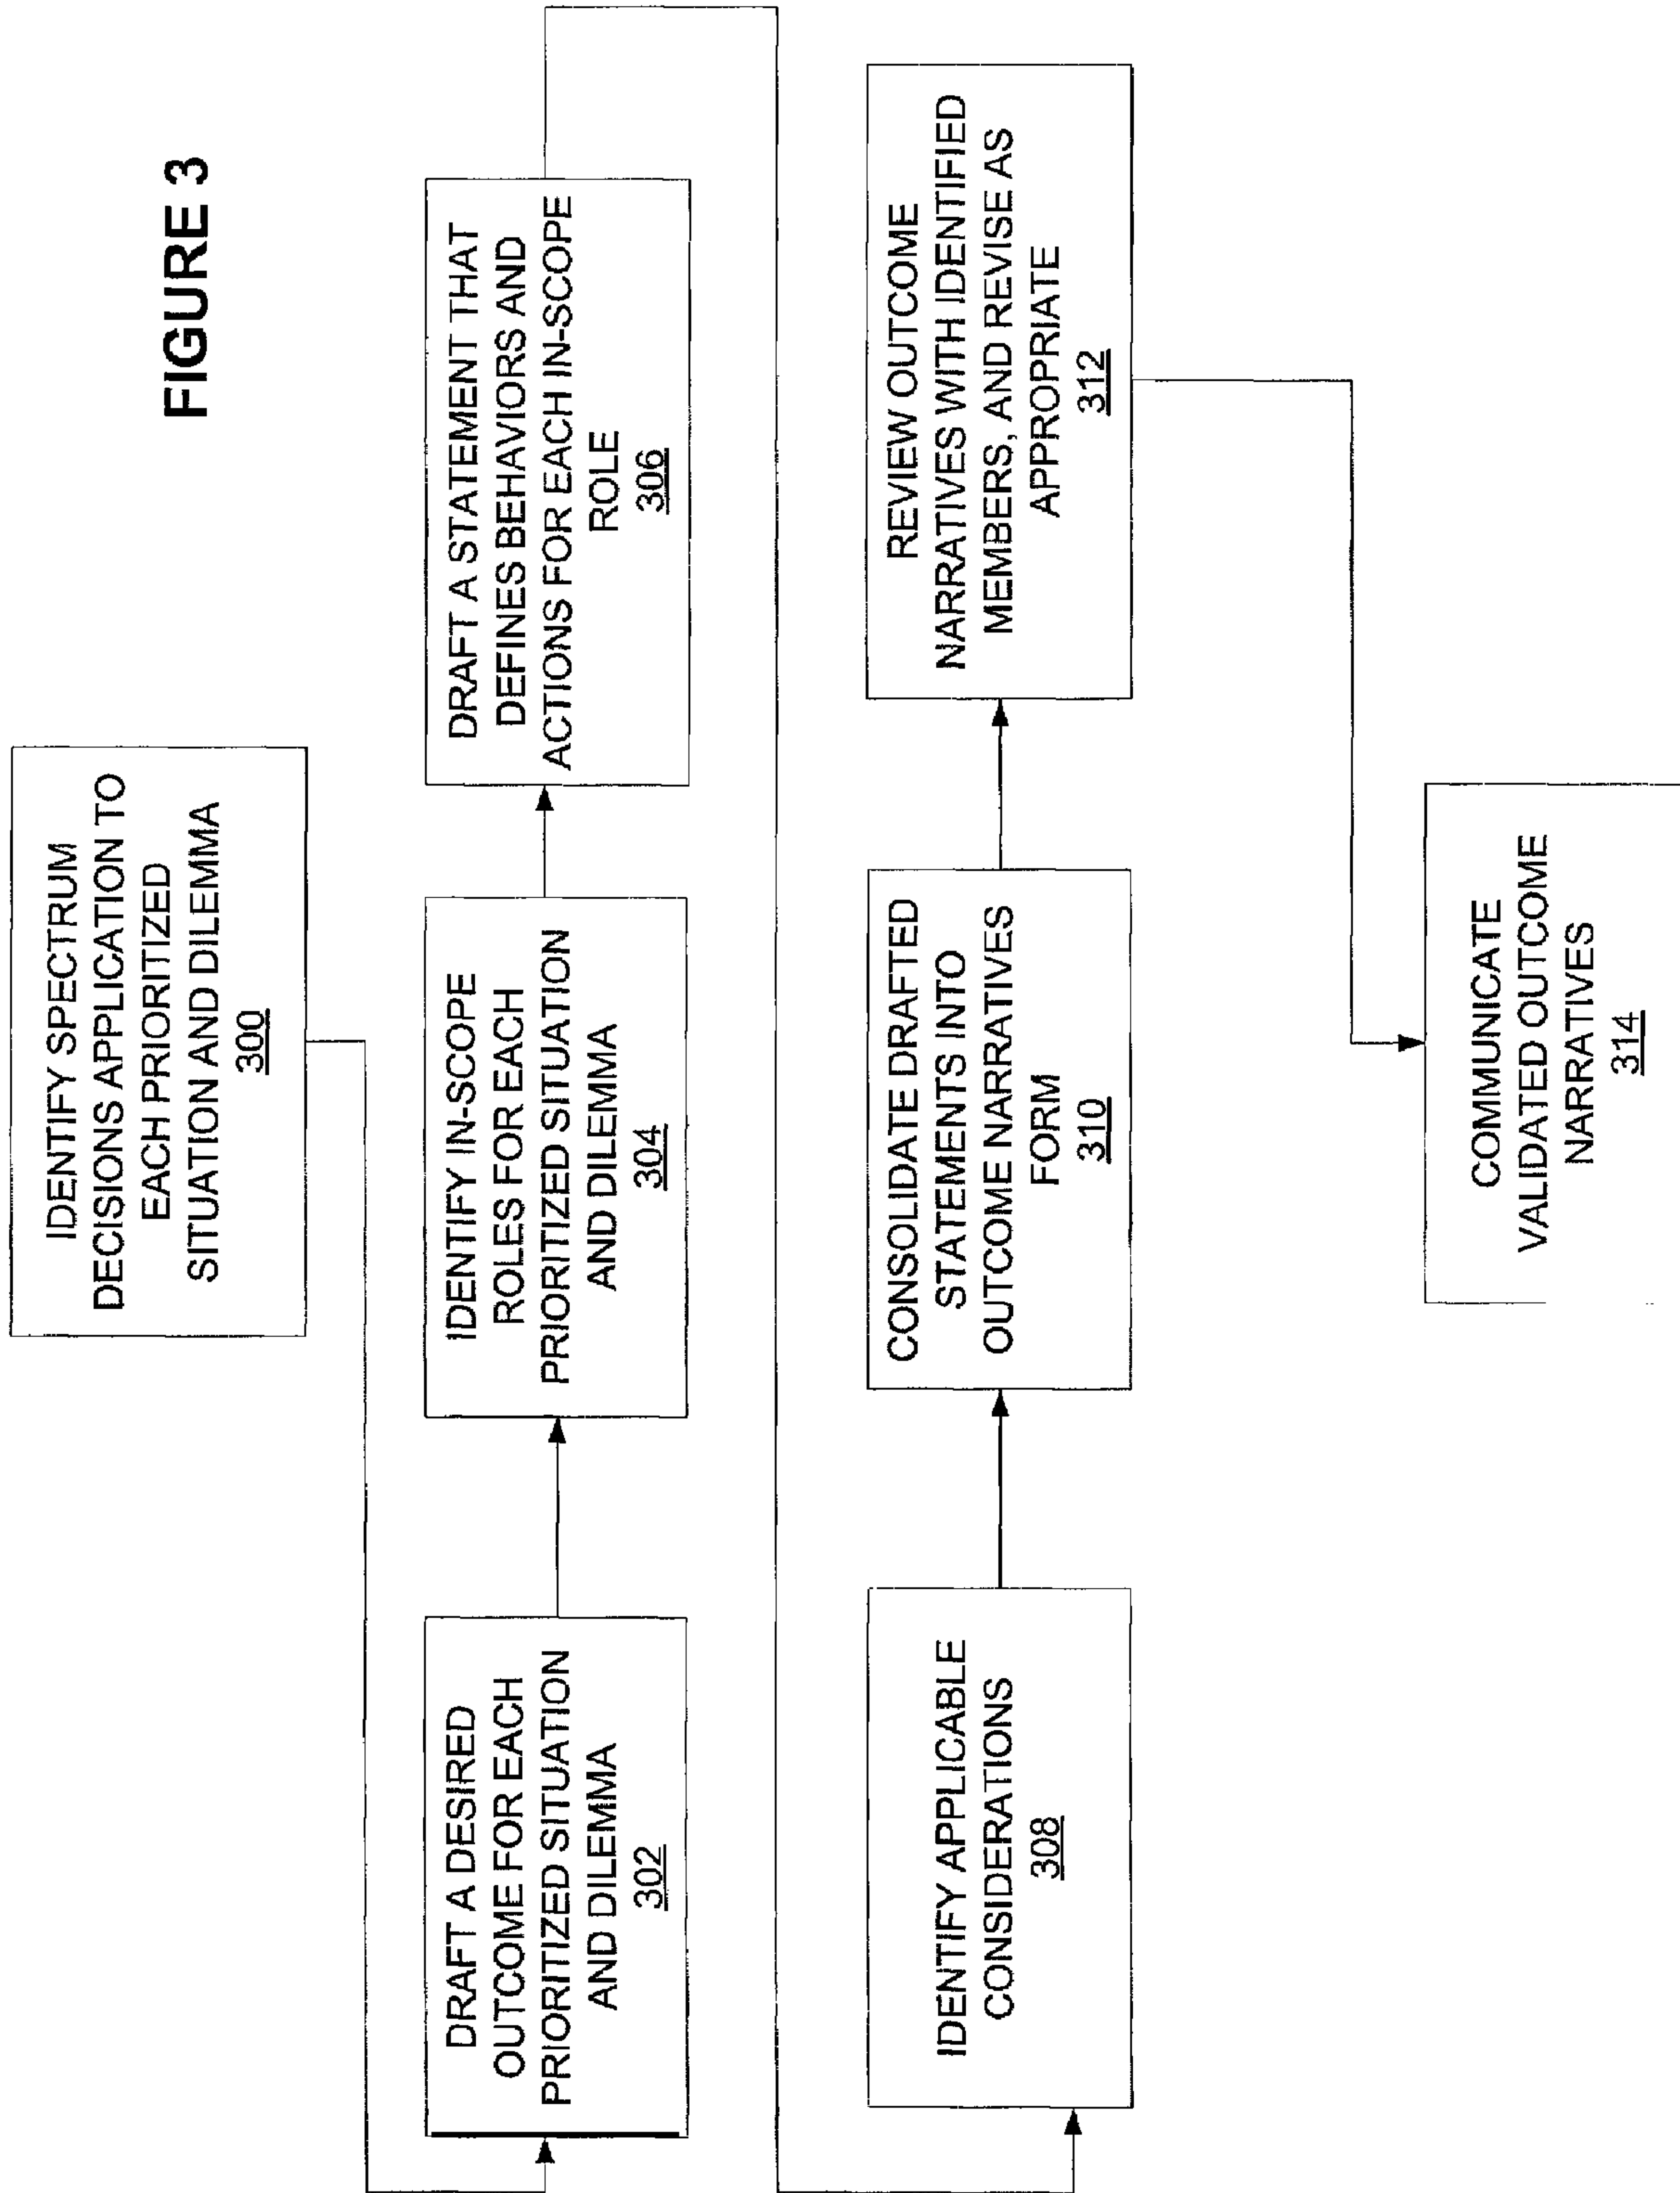 FIGURE 3
IDENTIFY SPECTRUM
DECISIONS APPLICATION TO
EACH PRIORITIZED
SITUATION AND DILEMMA
300
DRAFT A DESIRED
OUTCOME FOR EACH
PRIORITIZED SITUATION
AND DILEMMA
302
IDENTIFY IN-SCOPE
ROLES FOR EACH
PRIORITIZED SITUATION
AND DILEMMA
304
DRAFT A STATEMENT THAT
DEFINES BEHAVIORS AND
ACTIONS FOR EACH IN-SCOPE
ROLE
306
IDENTIFY APPLICABLE
CONSIDERATIONS
308
CONSOLIDATE DRAFTED
STATEMENTS INTO
OUTCOME NARRATIVES
FORM
310
REVIEW OUTCOME
NARRATIVES WITH IDENTIFIED
MEMBERS, AND REVISE AS
APPROPRIATE
312
COMMUNICATE
VALIDATED OUTCOME
NARRATIVES
314